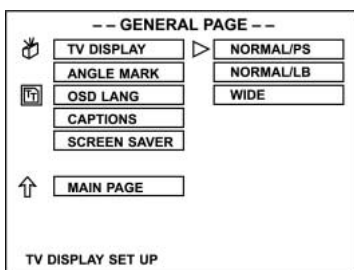 -- GENERAL PAGE --
TV DISPLAY
NORMAL/PS
ANGLE MARK
NORMAL/LB
OSD LANG
WIDE
CAPTIONS
SCREEN SAVER
MAIN PAGE
TV DISPLAY SET UP